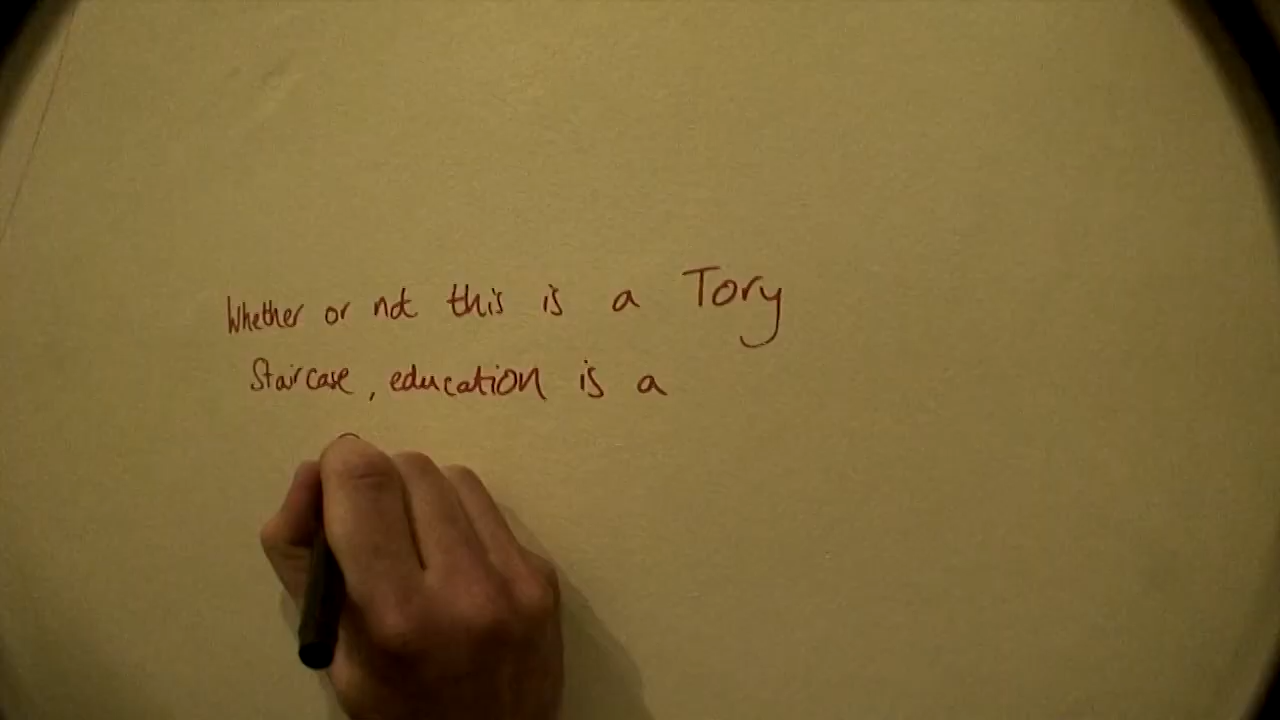 Whether or not this is a Tory
Staircase, education is a